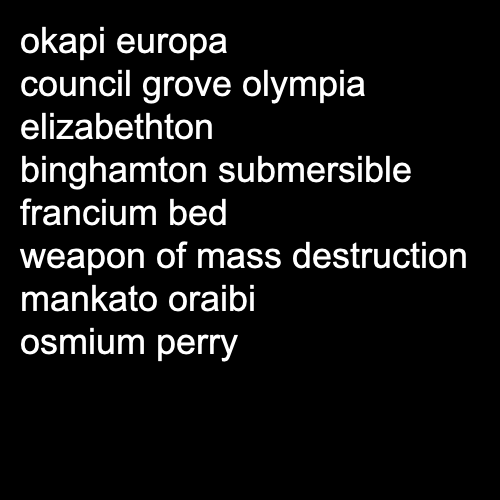 okapi europa
council grove olympia
elizabethton
binghamton submersible
francium bed
weapon of mass destruction
mankato oraibi
osmium perry